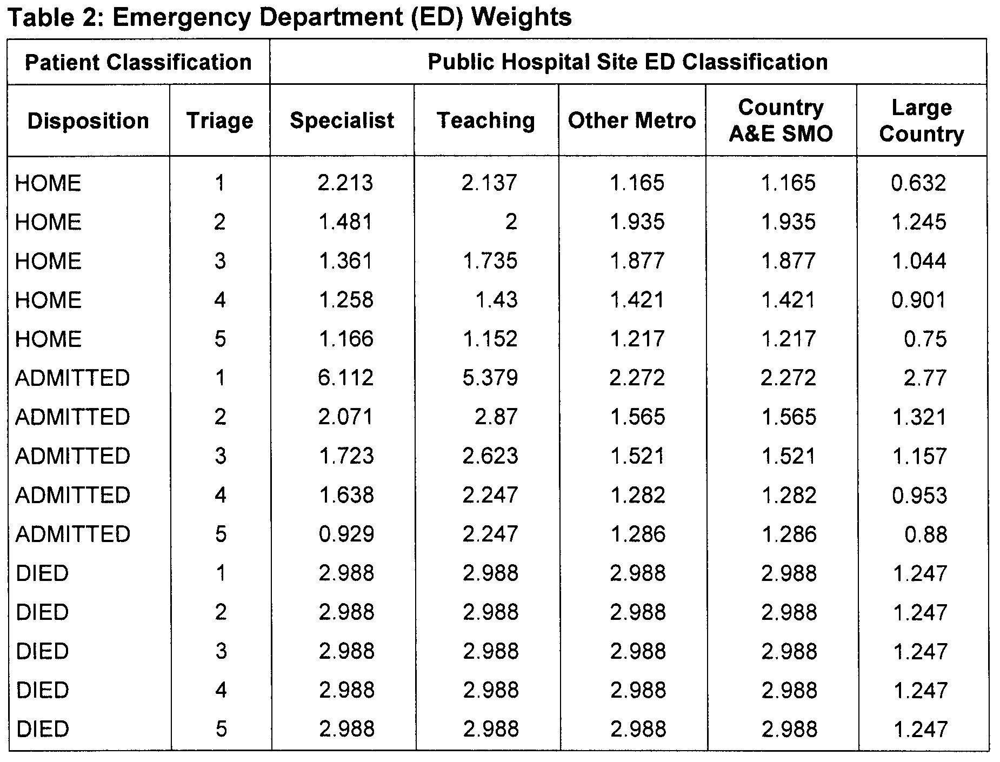 Table 2: Emergency Department (ED) Weights
Patient Classification Public Hospital Site ED Classification
Disposition Triage Specialist Teaching Other Metro Country A&E SMO Large Country
HOME 1 2.213 2.137 1.165 1.165 0.632
HOME 2 1.481 2 1.935 1.935 1.245
HOME 3 1.361 1.735 1.877 1.877 1.044
HOME 4 1.258 1.43 1.421 1.421 0.901
HOME 5 1.166 1.152 1.217 1.217 0.75
ADMITTED 1 6.112 5.379 2.272 2.272 2.77
ADMITTED 2 2.071 2.87 1.565 1.565 1.321
ADMITTED 3 1.723 2.623 1.521 1.521 1.157
ADMITTED 4 1.638 2.247 1.282 1.282 0.953
ADMITTED 5 0.929 2.247 1.286 1.286 0.88
DIED 1 2.988 2.988 2.988 2.988 1.247
DIED 2 2.988 2.988 2.988 2.988 1.247
DIED 3 2.988 2.988 2.988 2.988 1.247
DIED 4 2.988 2.988 2.988 2.988 1.247
DIED 5 2.988 2.988 2.988 2.988 1.247